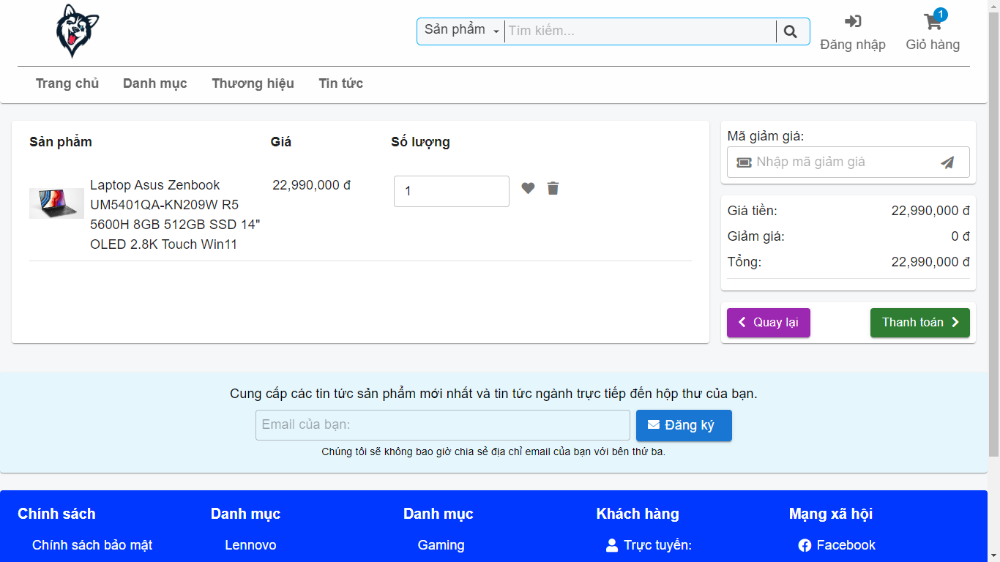 Sản phẩm
Tìm kiếm...
Đăng nhập
1
Giỏ hàng
Trang chủ
Danh mục
Thương hiệu
Tin tức
Sản phẩm
Giá
Số lượng
Laptop Asus Zenbook
UM5401QA-KN209W R5
5600H 8GB 512GB SSD 14"
OLED 2.8K Touch Win11
22,990,000 đ
1
Mã giảm giá:
Nhập mã giảm giá
Giá tiền: 22,990,000 đ
Giảm giá: 0 đ
Tổng: 22,990,000 đ
Quay lại
Thanh toán
Cung cấp các tin tức sản phẩm mới nhất và tin tức ngành trực tiếp đến hộp thư của bạn.
Email của bạn:
Đăng ký
Chúng tôi sẽ không bao giờ chia sẻ địa chỉ email của bạn với bên thứ ba.
Chính sách
Chính sách bảo mật
Danh mục
Lennovo
Danh mục
Gaming
Khách hàng
Trực tuyến:
Mạng xã hội
Facebook